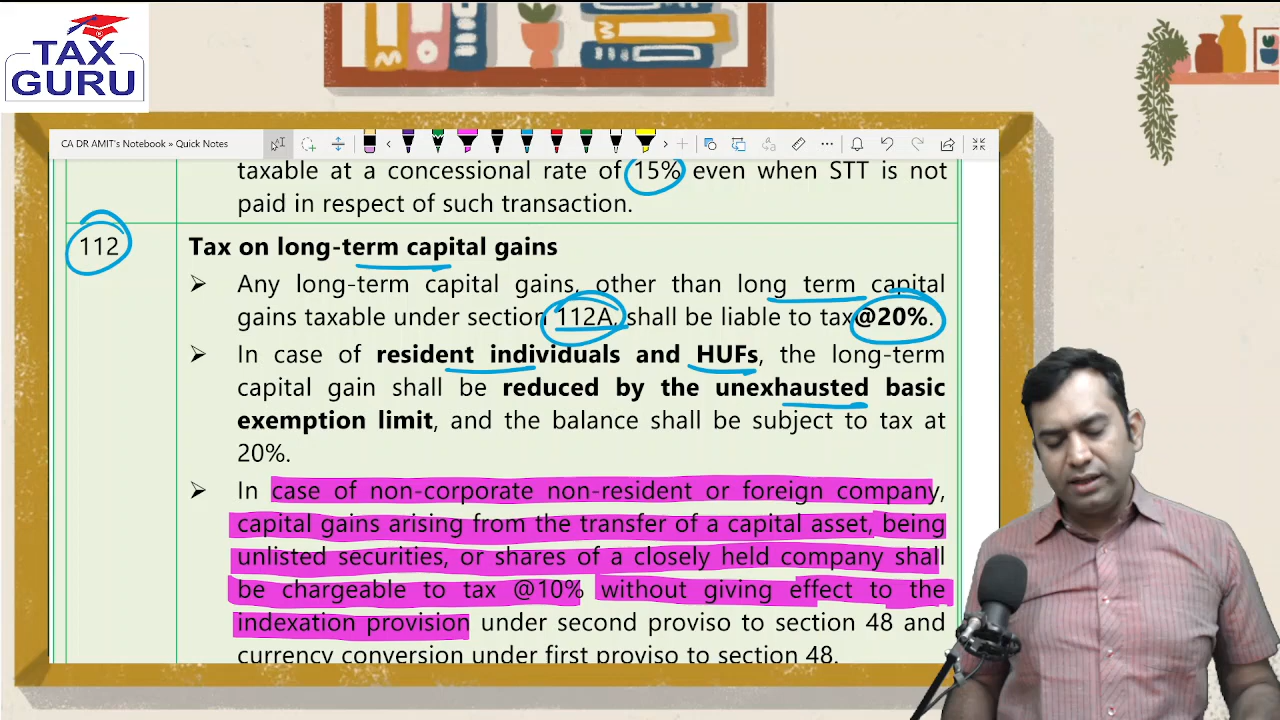 TAX
GURU
CA DR AMIT's Notebook » Quick Notes
taxable at a concessional rate of 15% even when STT is not
paid in respect of such transaction.
112
Tax on long-term capital gains
➢ Any long-term capital gains, other than long term capital
gains taxable under section 112A, shall be liable to tax @20%.
➢ In case of resident individuals and HUFs, the long-term
capital gain shall be reduced by the unexhausted basic
exemption limit, and the balance shall be subject to tax at
20%.
➢ In case of non-corporate non-resident or foreign company,
capital gains arising from the transfer of a capital asset, being
unlisted securities, or shares of a closely held company shall
be chargeable to tax @10% without giving effect to the
indexation provision under second proviso to section 48 and
currency conversion under first proviso to section 48.